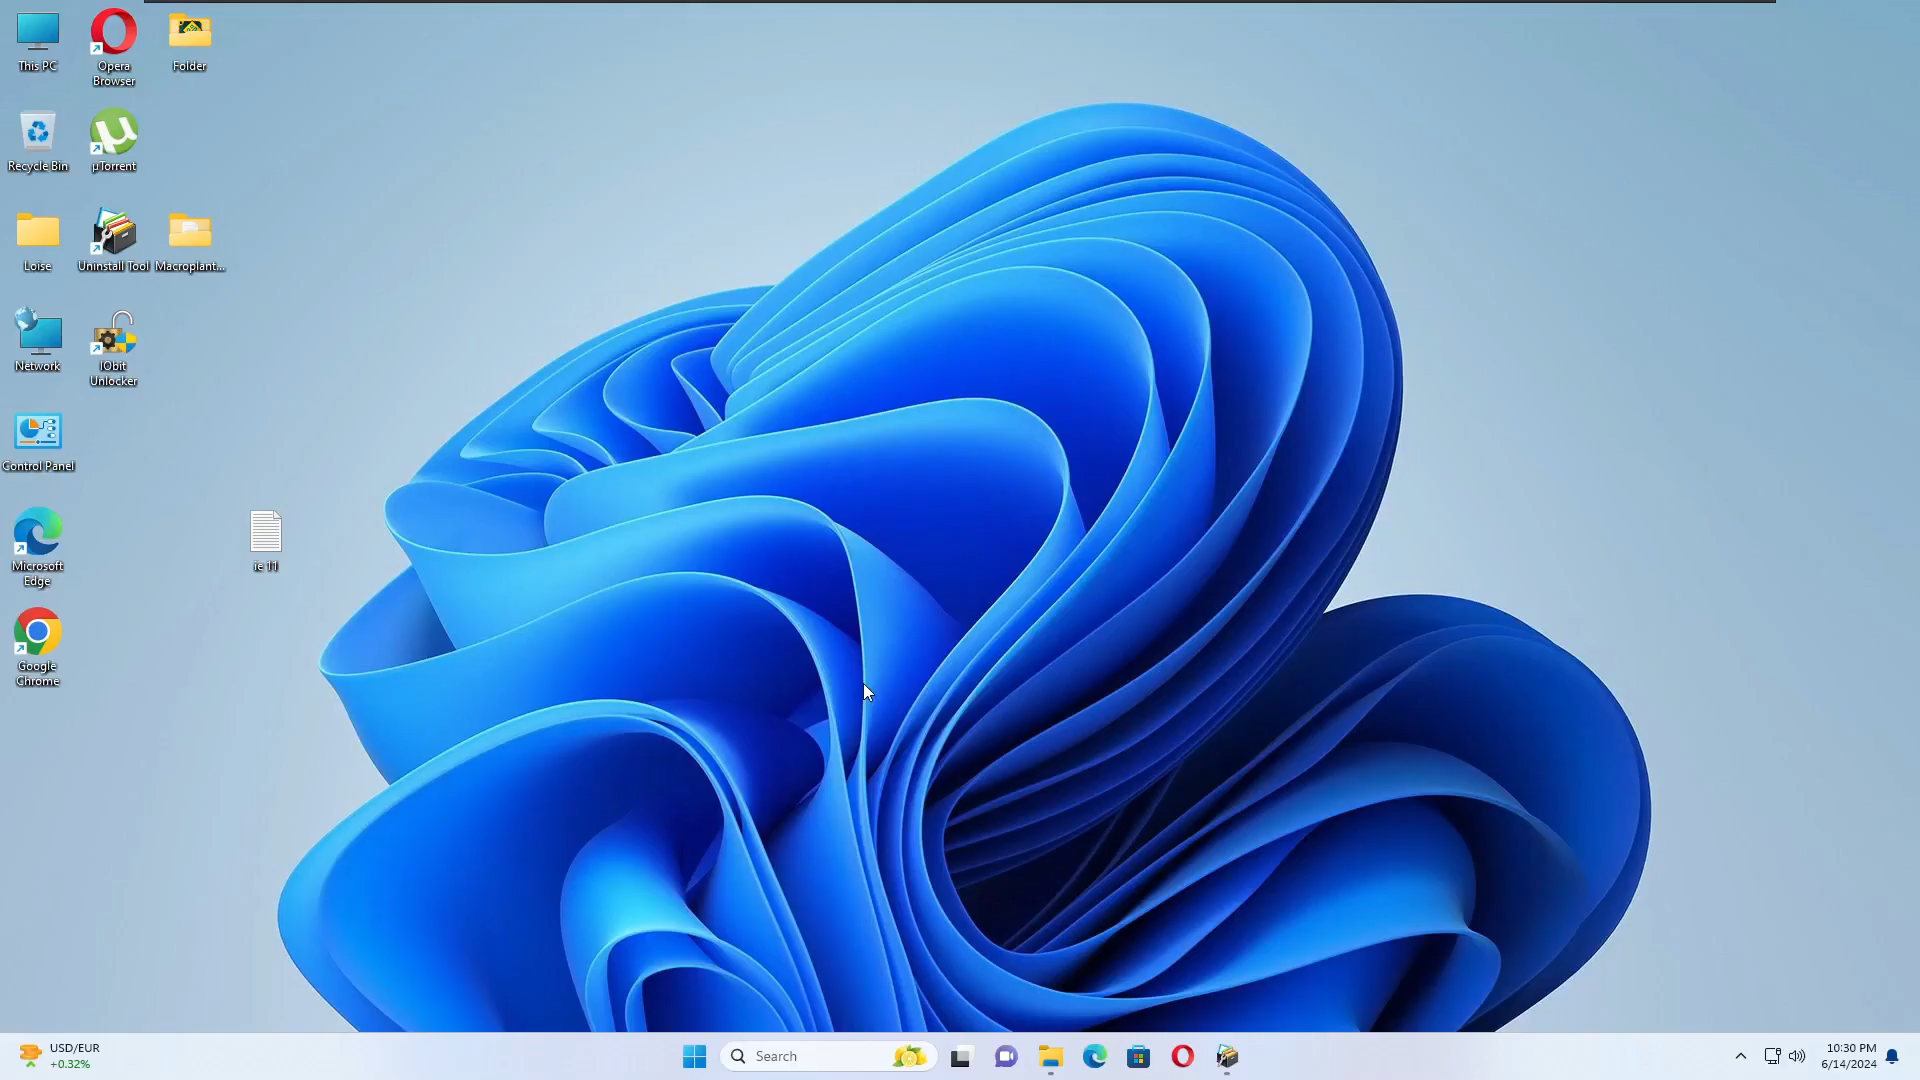 This PC
Opera
Browser
Folder
Recycle Bin
µTorrent
Loise
Uninstall Tool
Macroplant...
Network
IObit
Unlocker
Control Panel
Microsoft
Edge
ie 11
Google
Chrome
USD/EUR
+0.32%
Search
10:30 PM
6/14/2024